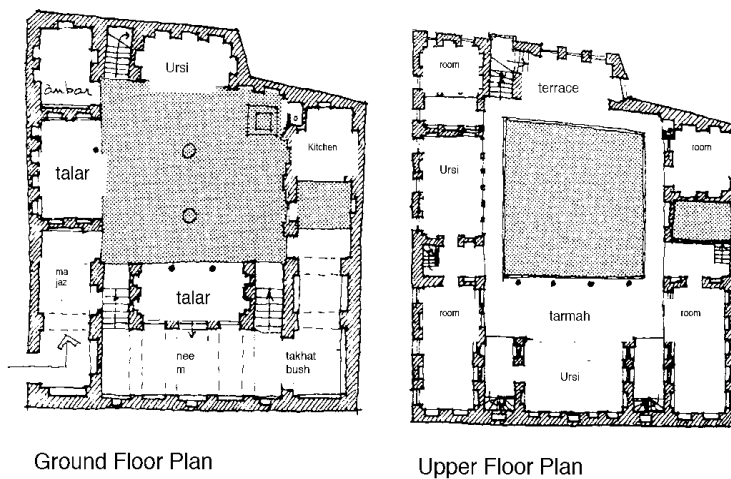 Ursi
anbar
Kitchen
talar
ma
jaz
talar
nee
m
takhat
bush
Ground Floor Plan
room
terrace
Ursi
room
room
tarmah
room
Ursi
Upper Floor Plan